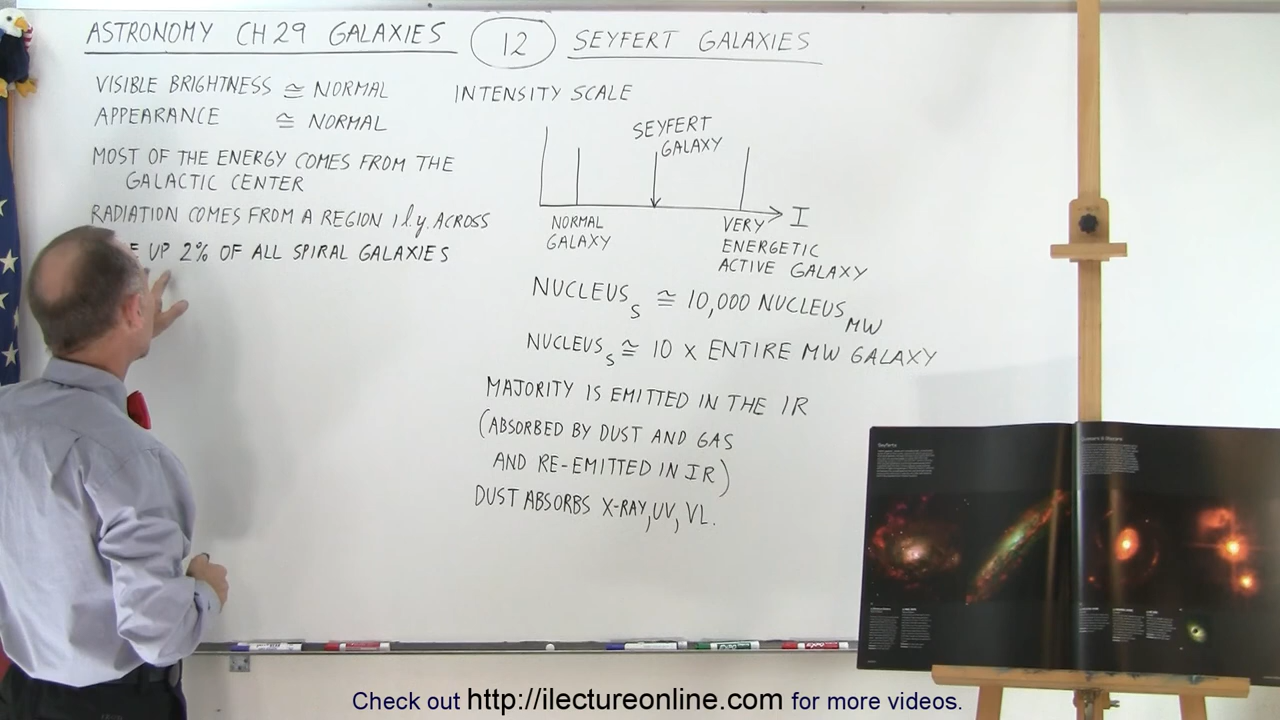 ASTRONOMY CH 29 GALAXIES 12 SEYFERT GALAXIES
VISIBLE BRIGHTNESS ≅ NORMAL
APPEARANCE ≅ NORMAL
MOST OF THE ENERGY COMES FROM THE
GALACTIC CENTER
RADIATION COMES FROM A REGION 1 l.y. ACROSS
UP 2% OF ALL SPIRAL GALAXIES
INTENSITY SCALE
SEYFERT
GALAXY
I
NORMAL
GALAXY
VERY
ENERGETIC
ACTIVE GALAXY
NUCLEUS_S ≅ 10,000 NUCLEUS_MW
NUCLEUS_S ≅ 10 X ENTIRE MW GALAXY
MAJORITY IS EMITTED IN THE IR
(ABSORBED BY DUST AND GAS
AND RE-EMITTED IN IR)
DUST ABSORBS X-RAY, UV, VL.
Check out http://ilectureonline.com for more videos.